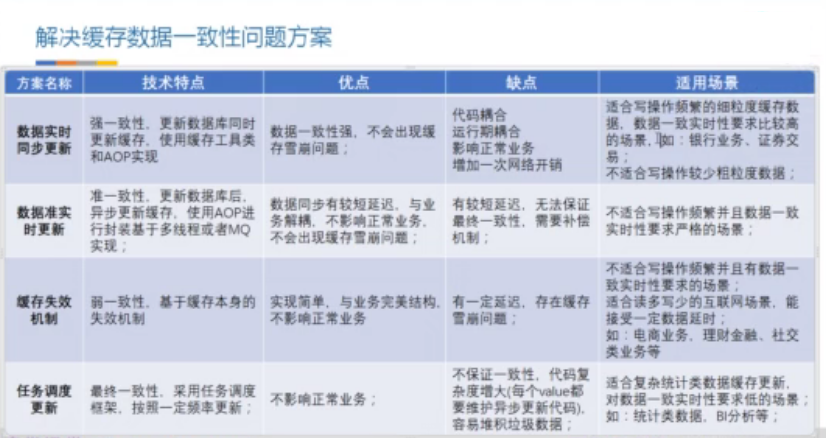 解决缓存数据一致性问题方案
方案名称 技术特点 优点 缺点 适用场景
数据实时
同步更新
强一致性，更新数据库同时
更新缓存，使用缓存工具类
和AOP实现
数据一致性强，不会出现缓
存雪崩问题；
代码耦合
运行期耦合
影响正常业务
增加一次网络开销
适合写操作频繁的细粒度缓存数
据，数据一致实时性要求比较高
的场景，如：银行业务、证券交
易；
不适合写操作较少粗粒度数据；
数据准实
时更新
准一致性，更新数据库后，
异步更新缓存，使用AOP进
行封装基于多线程或者MQ
实现；
数据同步有较短延迟，与业
务解耦，不影响正常业务，
不会出现缓存雪崩问题；
有较短延迟，无法保证
最终一致性，需要补偿
机制；
不适合写操作频繁并且数据一致
实时性要求严格的场景；
缓存失效
机制
弱一致性，基于缓存本身的
失效机制
实现简单，与业务完美结构，
不影响正常业务
有一定延迟，存在缓存
雪崩问题；
不适合写操作频繁并且有数据一
致实时性要求的场景；
适合读多写少的互联网场景，能
接受一定数据延时；
如：电商业务，理财金融、社交
类业务等
任务调度
更新
最终一致性，采用任务调度
框架，按照一定频率更新；
不影响正常业务；
不保证一致性，代码复
杂度增大(每个value都
要维护异步更新代码)，
容易堆积垃圾数据；
适合复杂统计类数据缓存更新，
对数据一致实时性要求低的场景；
如：统计类数据，BI分析等；